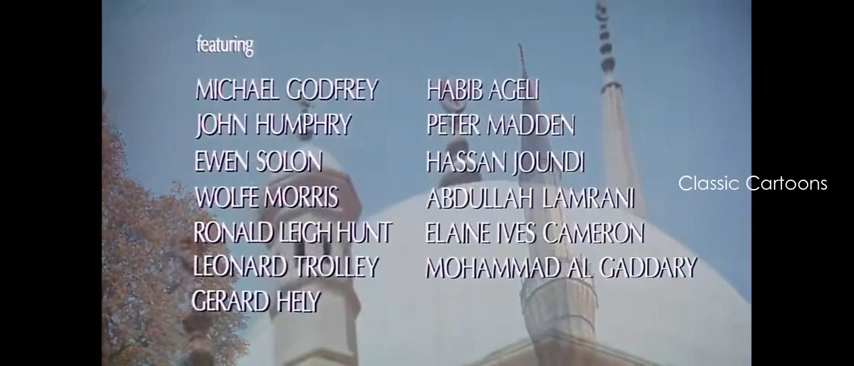 featuring
MICHAEL GODFREY
JOHN HUMPHRY
EWEN SOLON
WOLFE MORRIS
RONALD LEIGH HUNT
LEONARD TROLLEY
GERARD HELY
HABIB AGELI
PETER MADDEN
HASSAN JOUNDI
ABDULLAH LAMRANI
ELAINE IVES CAMERON
MOHAMMAD AL GADDARY
Classic Cartoons